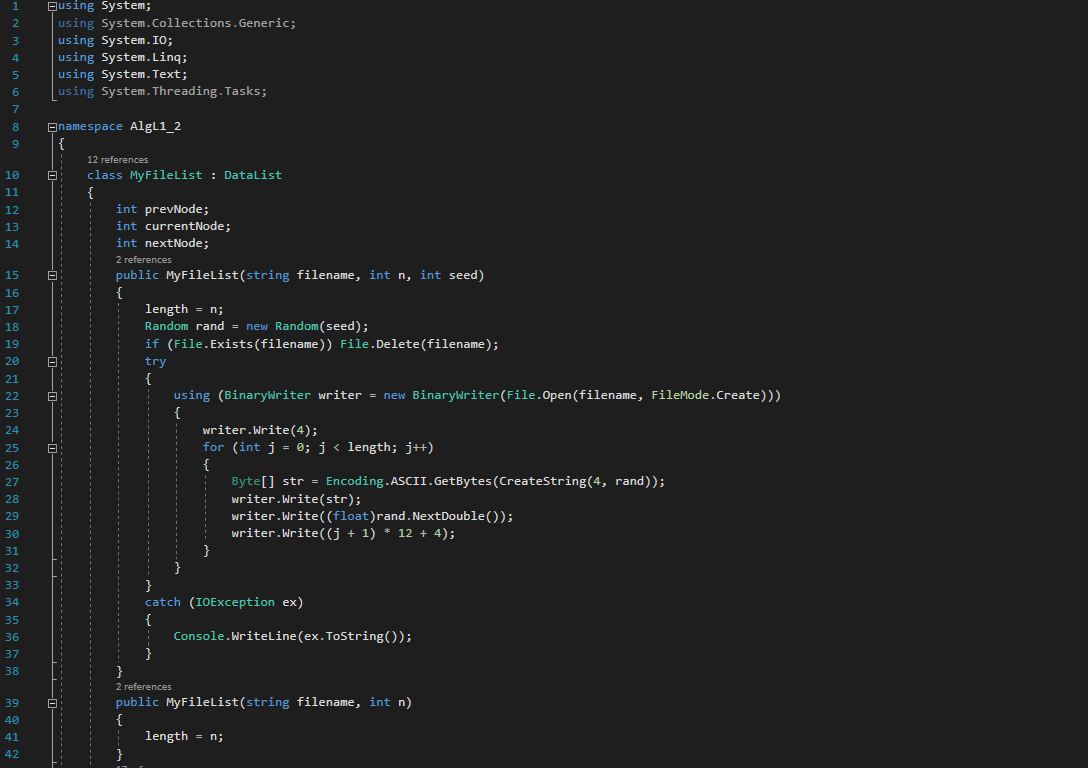 1 using System;
2 using System.Collections.Generic;
3 using System.IO;
4 using System.Linq;
5 using System.Text;
6 using System.Threading.Tasks;
7
8 namespace AlgL1_2
9 {
12 references
10 class MyFileList : DataList
11 {
12 int prevNode;
13 int currentNode;
14 int nextNode;
2 references
15 public MyFileList(string filename, int n, int seed)
16 {
17 length = n;
18 Random rand = new Random(seed);
19 if (File.Exists(filename)) File.Delete(filename);
20 try
21 {
22 using (BinaryWriter writer = new BinaryWriter(File.Open(filename, FileMode.Create)))
23 {
24 writer.Write(4);
25 for (int j = 0; j < length; j++)
26 {
27 Byte[] str = Encoding.ASCII.GetBytes(CreateString(4, rand));
28 writer.Write(str);
29 writer.Write((float)rand.NextDouble());
30 writer.Write((j + 1) * 12 + 4);
31 }
32 }
33 }
34 catch (IOException ex)
35 {
36 Console.WriteLine(ex.ToString());
37 }
38 }
2 references
39 public MyFileList(string filename, int n)
40 {
41 length = n;
42 }